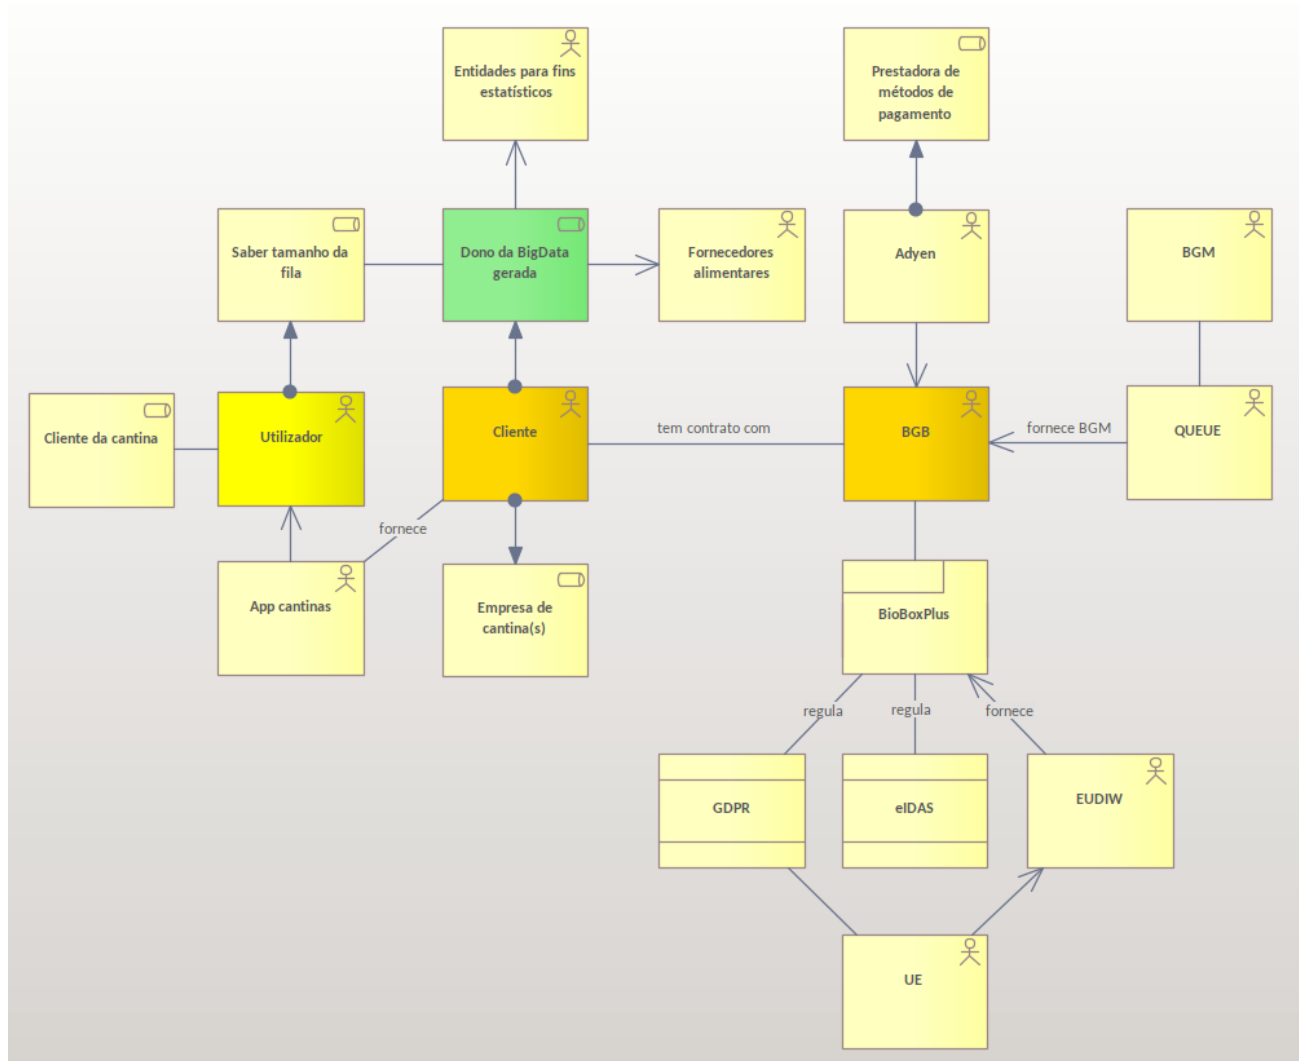 Entidades para fins
estatísticos
Prestadora de
métodos de
pagamento
Saber tamanho da
fila
Dono da BigData
gerada
Fornecedores
alimentares
Adyen
BGM
Cliente da cantina
Utilizador
Cliente
tem contrato com
BGB
fornece BGM
QUEUE
fornece
App cantinas
Empresa de
cantina(s)
BioBoxPlus
regula
regula
fornece
GDPR
eIDAS
EUDIW
UE